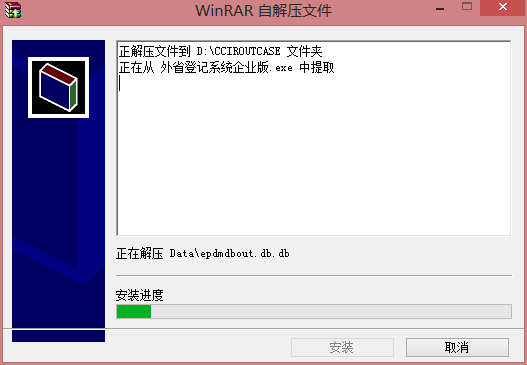 WinRAR 自解压文件
正解压文件到 D:\CCIROUTCASE 文件夹
正在从 外省登记系统企业版.exe 中提取
正在解压 Data\epdmdbout.db.db
安装进度
安装
取消